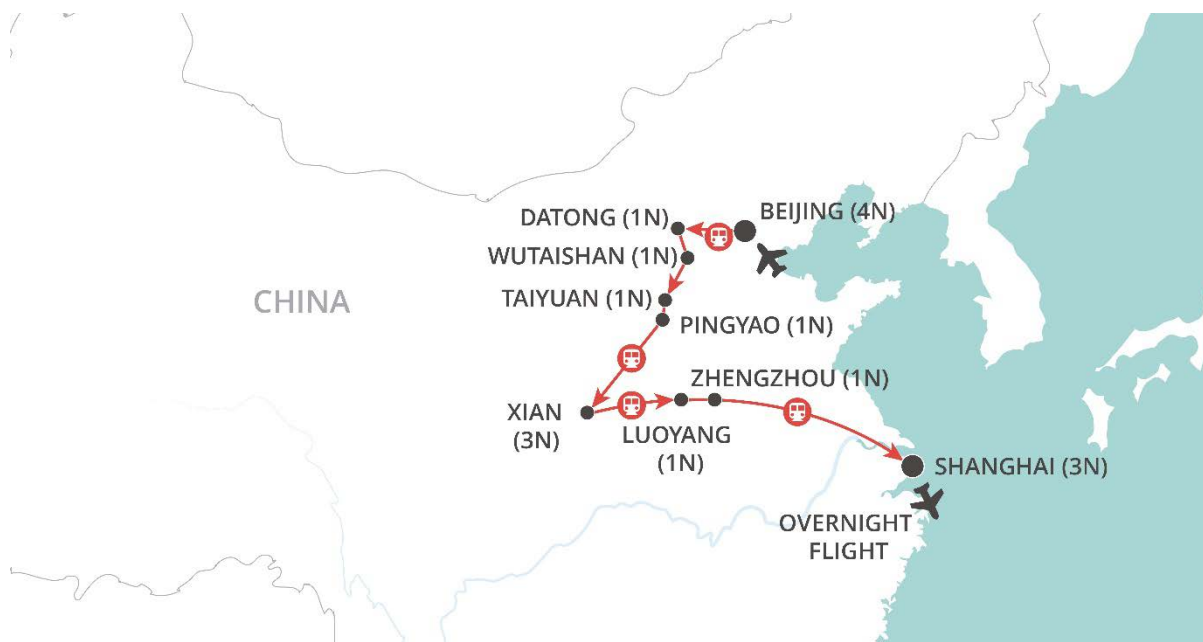 BEIJING (4N)
DATONG (1N)
WUTAISHAN (1N)
TAIYUAN (1N)
CHINA
PINGYAO (1N)
ZHENGZHOU (1N)
XIAN
(3N)
LUOYANG
(1N)
SHANGHAI (3N)
OVERNIGHT
FLIGHT